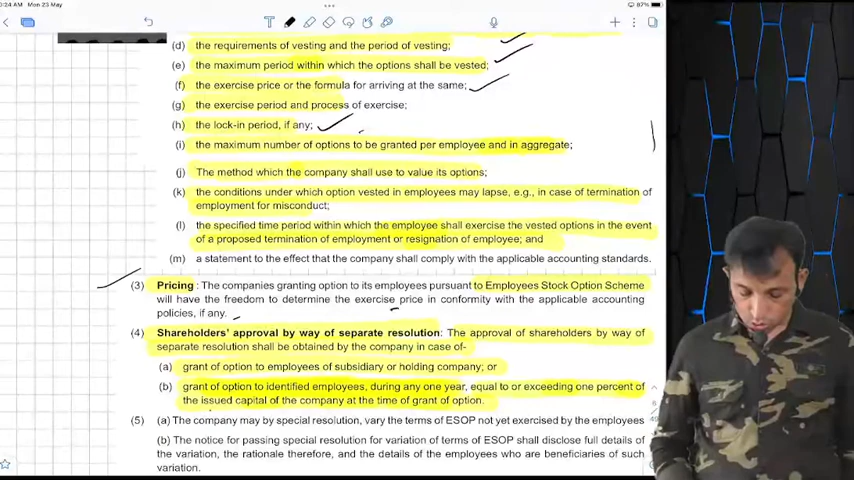 0:24 AM Mon 23 May
87%
(d) the requirements of vesting and the period of vesting;
(e) the maximum period within which the options shall be vested;
(f) the exercise price or the formula for arriving at the same;
(g) the exercise period and process of exercise;
(h) the lock-in period, if any;
(i) the maximum number of options to be granted per employee and in aggregate;
(j) The method which the company shall use to value its options;
(k) the conditions under which option vested in employees may lapse, e.g., in case of termination of
employment for misconduct;
(l) the specified time period within which the employee shall exercise the vested options in the event
of a proposed termination of employment or resignation of employee; and
(m) a statement to the effect that the company shall comply with the applicable accounting standards.
(3) Pricing : The companies granting option to its employees pursuant to Employees Stock Option Scheme
will have the freedom to determine the exercise price in conformity with the applicable accounting
policies, if any.
(4) Shareholders' approval by way of separate resolution: The approval of shareholders by way of
separate resolution shall be obtained by the company in case of-
(a) grant of option to employees of subsidiary or holding company; or
(b) grant of option to identified employees, during any one year, equal to or exceeding one percent of
the issued capital of the company at the time of grant of option.
(5) (a) The company may by special resolution, vary the terms of ESOP not yet exercised by the employees
(b) The notice for passing special resolution for variation of terms of ESOP shall disclose full details of
the variation, the rationale therefore, and the details of the employees who are beneficiaries of such
variation.